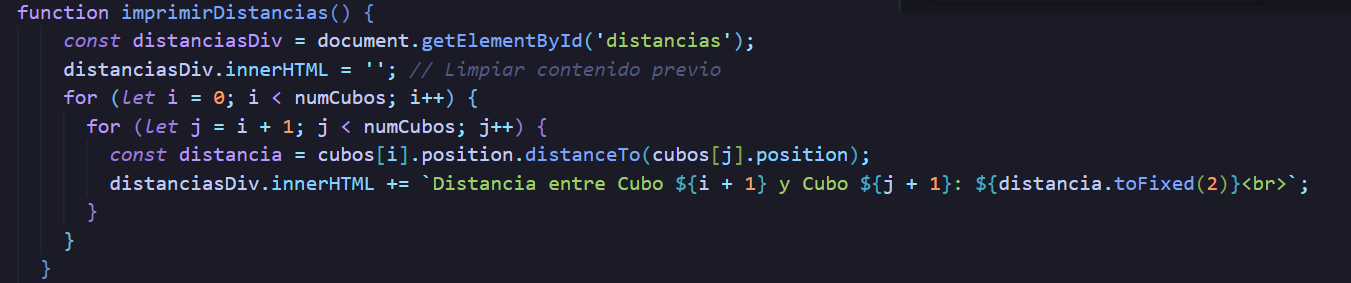 function imprimirDistancias() {
const distanciasDiv = document.getElementById('distancias');
distanciasDiv.innerHTML = ''; // Limpiar contenido previo
for (let i = 0; i < numCubos; i++) {
for (let j = i + 1; j < numCubos; j++) {
const distancia = cubos[i].position.distanceTo(cubos[j].position);
distanciasDiv.innerHTML += `Distancia entre Cubo ${i + 1} y Cubo ${j + 1}: ${distancia.toFixed(2)}<br>`;
}
}
}